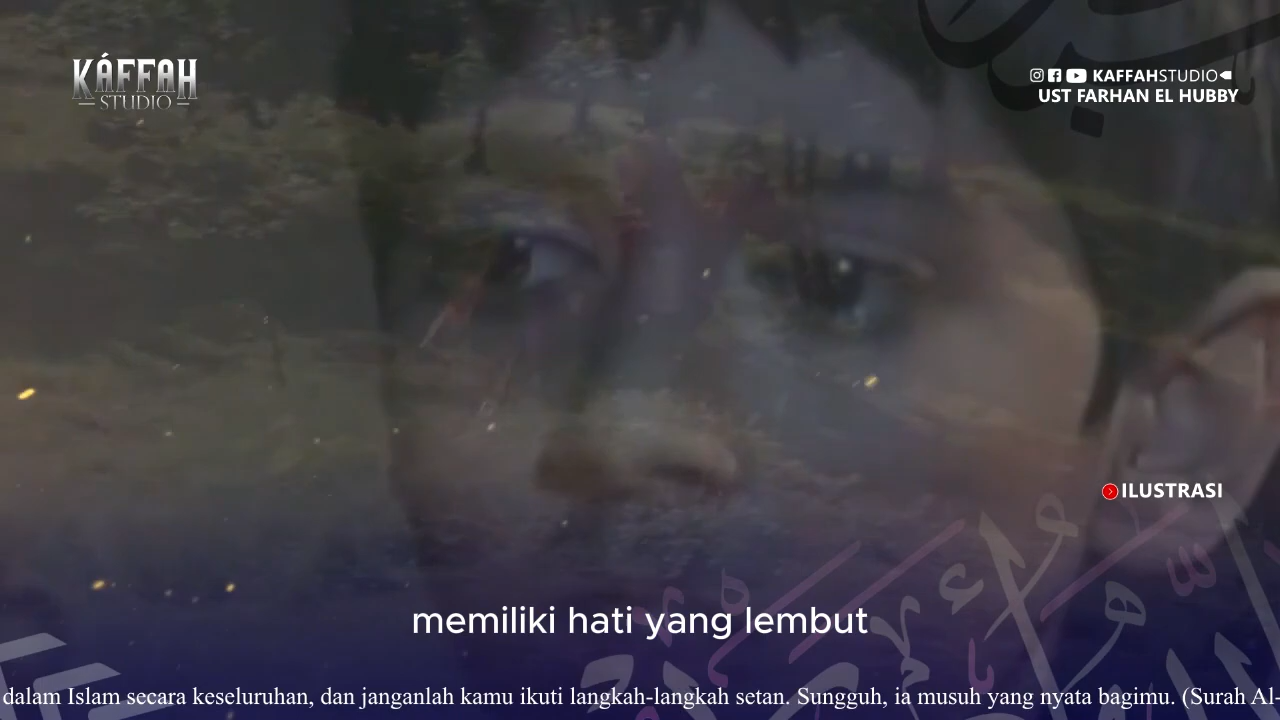 KÁFFAH
STUDIO
KAFFAHSTUDIO
UST FARHAN EL HUBBY
ILUSTRASI
memiliki hati yang lembut
dalam Islam secara keseluruhan, dan janganlah kamu ikuti langkah-langkah setan. Sungguh, ia musuh yang nyata bagimu. (Surah Al-